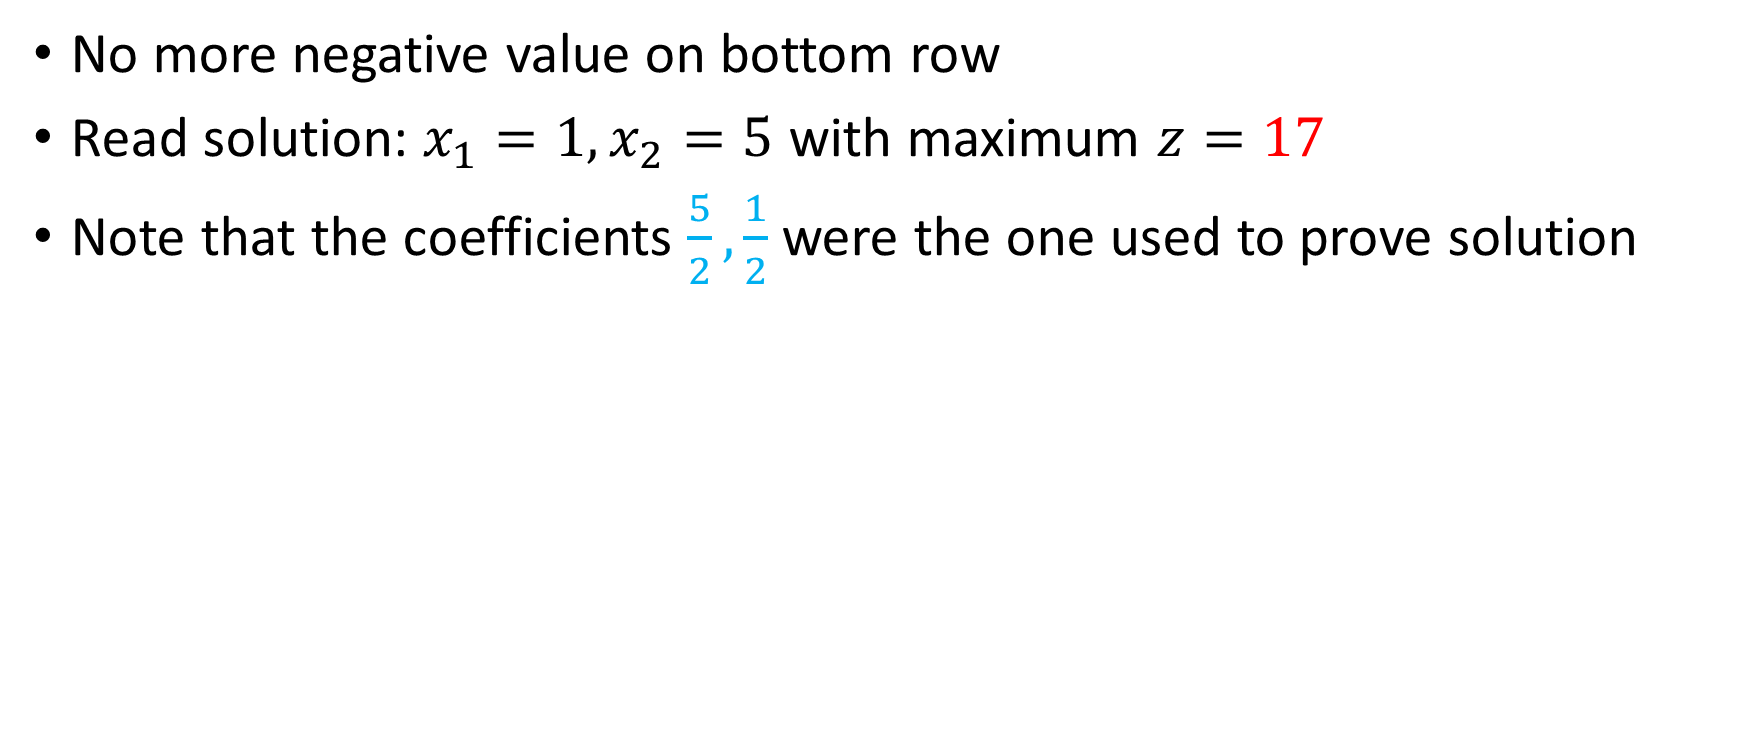 • No more negative value on bottom row
• Read solution: 𝑥₁ = 1, 𝑥₂ = 5 with maximum 𝑧 = 17
• Note that the coefficients 5/2, 1/2 were the one used to prove solution